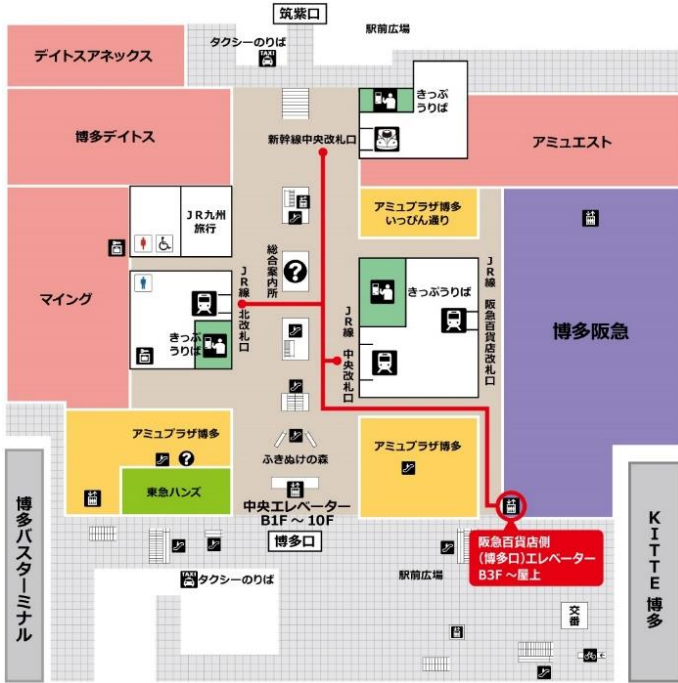 筑紫口
駅前広場
タクシーのりば
TAXI
デイトスアネックス
きっぷ
うりば
博多デイトス
新幹線中央改札口
アミュエスト
JR九州
旅行
アミュプラザ博多
いっぴん通り
マイング
総合案内所
?
JR線 北改札口
きっぷ
うりば
JR線 中央改札口
きっぷうりば
JR線 阪急百貨店改札口
博多阪急
アミュプラザ博多
?
東急ハンズ
ふきぬけの森
アミュプラザ博多
中央エレベーター
B1F ～ 10F
博多口
阪急百貨店側
(博多口)エレベーター
B3F ～屋上
博多バスターミナル
TAXI
タクシーのりば
駅前広場
交番
KITTE 博多